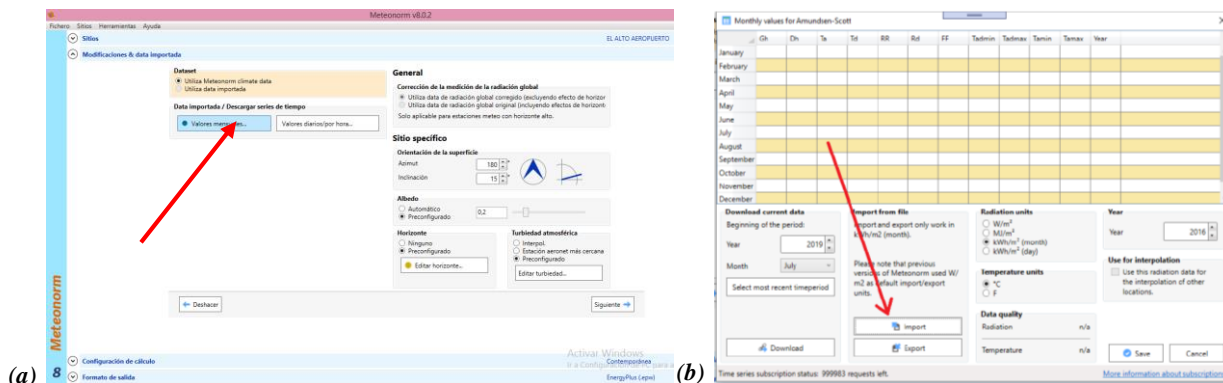 Meteonorm v8.0.2
Fichero Sitios Herramientas Ayuda
Sitios EL ALTO AEROPUERTO
Modificaciones & data importada
Dataset
Utiliza Meteonorm climate data
Utiliza data importada
Data importada / Descargar series de tiempo
Valores mensuales...
Valores diarios/por hora...
General
Corrección de la medición de la radiación global
Utiliza data de radiación global corregido (excluyendo efecto de horizor
Utiliza data de radiación global original (incluyendo efectos de horizont
Solo aplicable para estaciones meteo con horizonte alto.
Sitio specífico
Orientación de la superficie
Azimut 180 °
Inclinación 15 °
Albedo
Automático
Preconfigurado 0,2
Horizonte
Ninguno
Preconfigurado
Editar horizonte...
Turbiedad atmosférica
Interpol.
Estación aeronet más cercana
Preconfigurado
Editar turbieded...
Deshacer
Siguiente
Meteonorm
8
Activar Windows
Configuración de cálculo Contemporánea
Formato de salida EnergyPlus (.epw)
(a)
Monthly values for Amundsen-Scott
Gh Dh Ta Td RR Rd FF Tadmin Tadmax Tamin Tamax Year
January
February
March
April
May
June
July
August
September
October
November
December
Download current data
Beginning of the period:
Year 2019
Month July
Select most recent timeperiod
Download
Import from file
Import and export only work in
kWh/m2 (month).
Please note that previous
versions of Meteonorm used W/
m2 as default import/export
units.
Import
Export
Radiation units
W/m²
MJ/m²
kWh/m² (month)
kWh/m² (day)
Temperature units
°C
F
Data quality
Radiation n/a
Temperature n/a
Year
Year 2016
Use for interpolation
Use this radiation data for
the interpolation of other
locations.
Save
Cancel
Time series subscription status: 999983 requests left.
More information about subscription
(b)